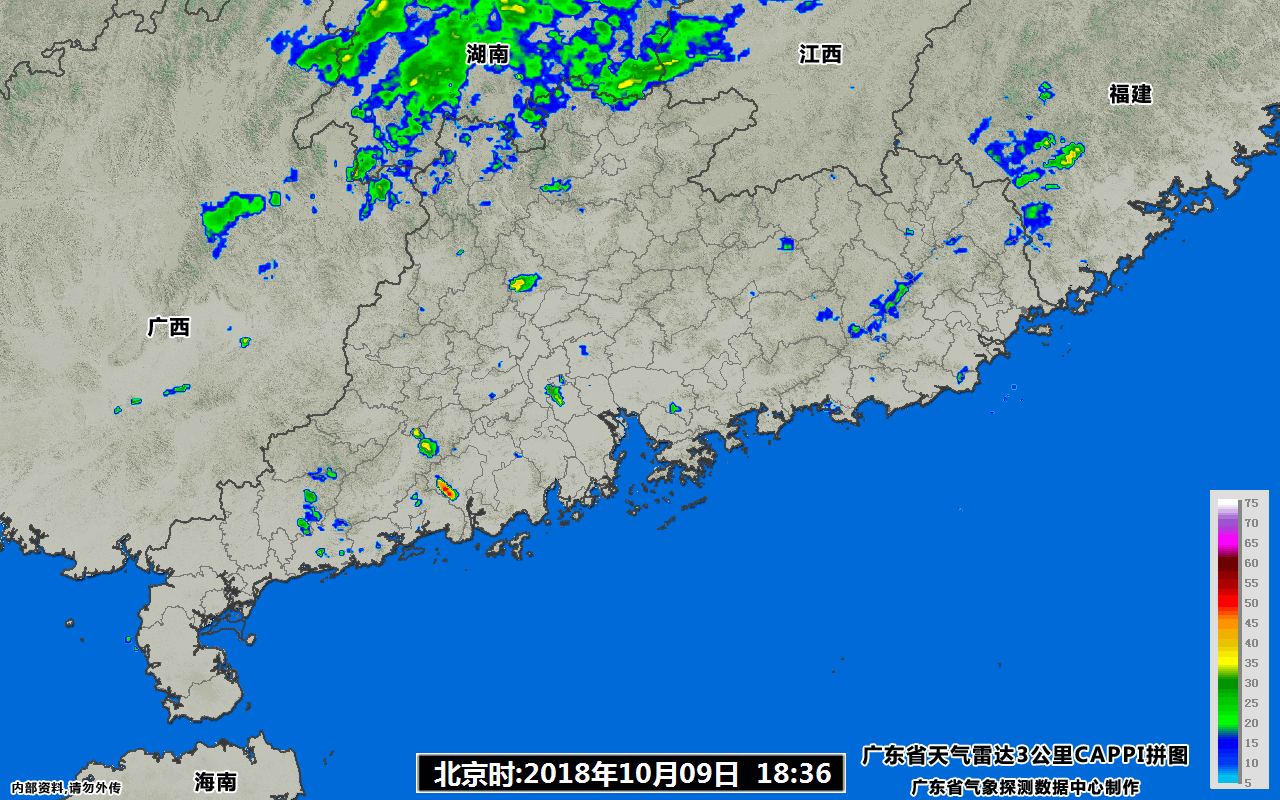 湖南
江西
福建
广西
75
70
65
60
55
50
45
40
35
30
25
20
15
10
5
广东省天气雷达3公里CAPPI拼图
北京时:2018年10月09日 18:36
海南
内部资料,请勿外传
广东省气象探测数据中心制作